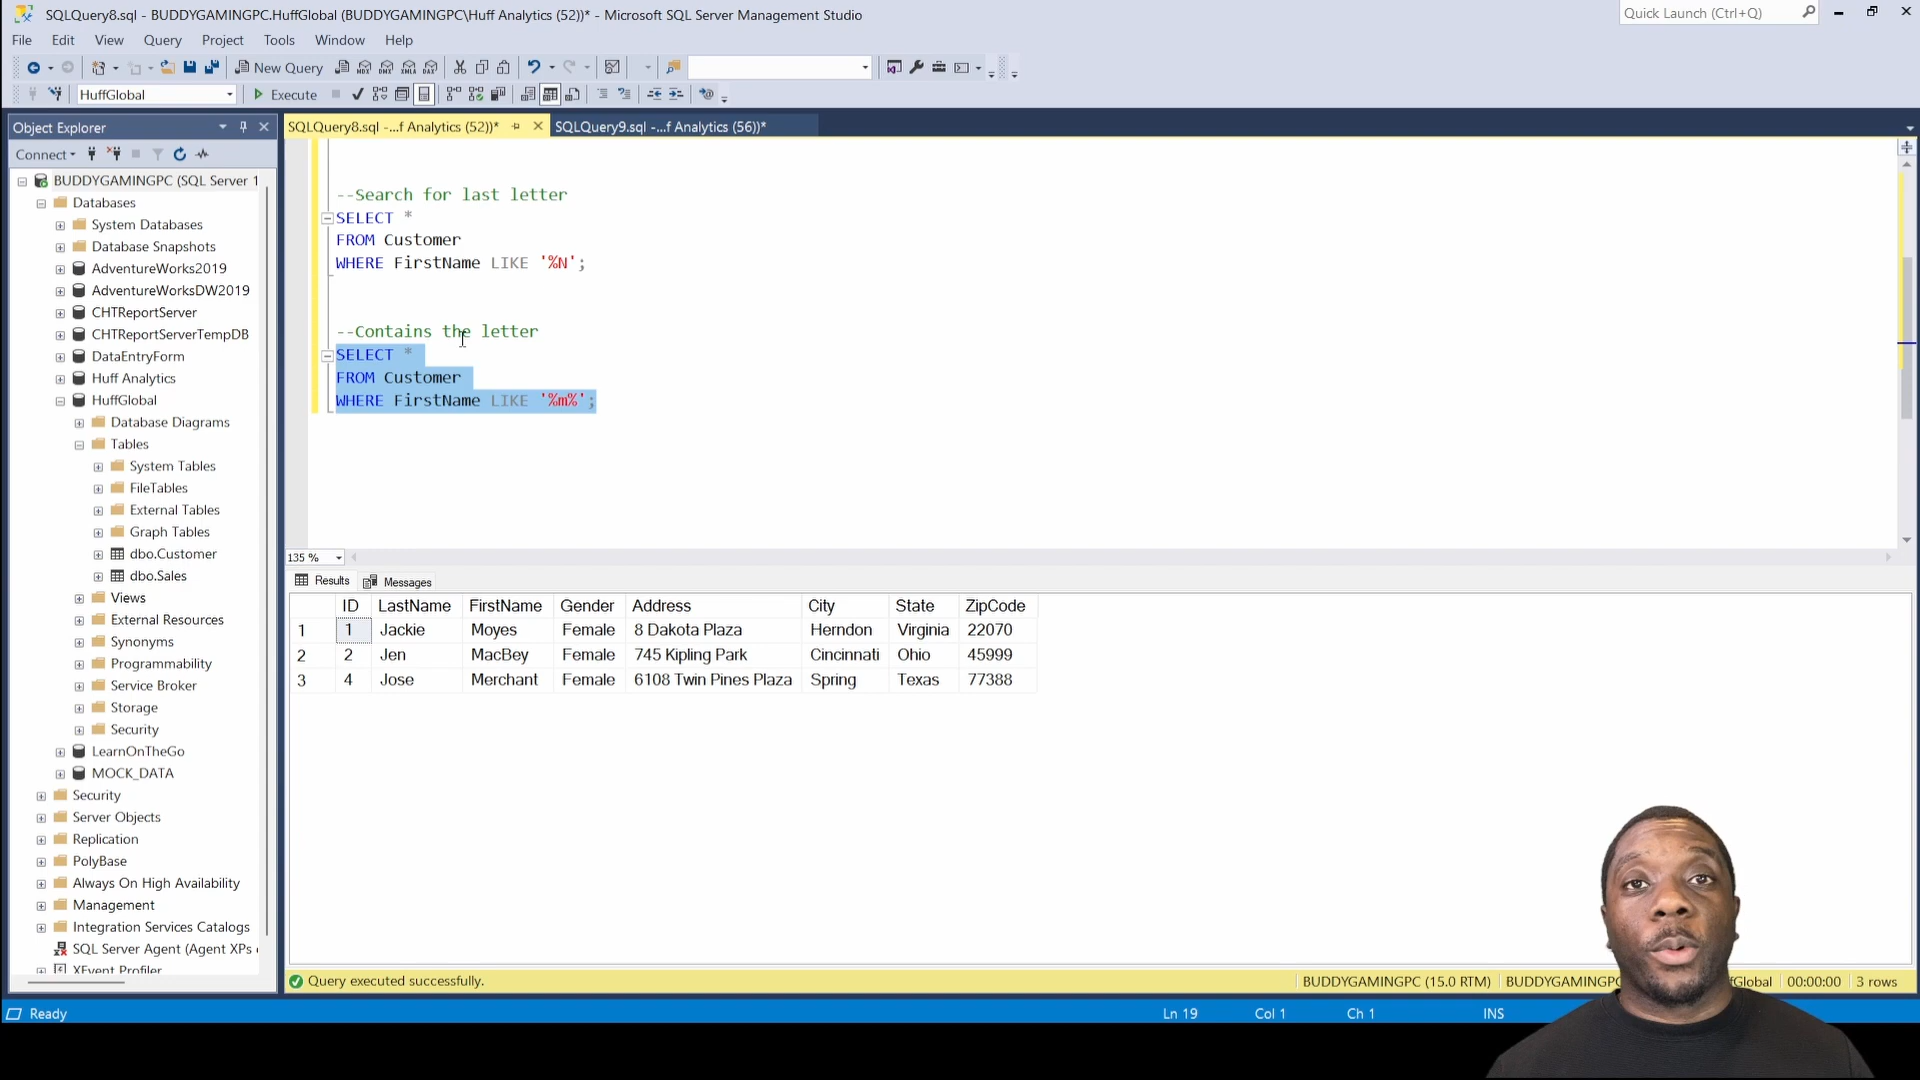 SQLQuery8.sql - BUDDYGAMINGPC.HuffGlobal (BUDDYGAMINGPC\Huff Analytics (52))* - Microsoft SQL Server Management Studio
Quick Launch (Ctrl+Q)
File Edit View Query Project Tools Window Help
New Query
HuffGlobal
Execute
Object Explorer
Connect
BUDDYGAMINGPC (SQL Server 1
Databases
System Databases
Database Snapshots
AdventureWorks2019
AdventureWorksDW2019
CHTReportServer
CHTReportServerTempDB
DataEntryForm
Huff Analytics
HuffGlobal
Database Diagrams
Tables
System Tables
FileTables
External Tables
Graph Tables
dbo.Customer
dbo.Sales
Views
External Resources
Synonyms
Programmability
Service Broker
Storage
Security
LearnOnTheGo
MOCK_DATA
Security
Server Objects
Replication
PolyBase
Always On High Availability
Management
Integration Services Catalogs
SQL Server Agent (Agent XPs
XEvent Profiler
SQLQuery8.sql -...f Analytics (52))*
SQLQuery9.sql -...f Analytics (56))*
--Search for last letter
SELECT *
FROM Customer
WHERE FirstName LIKE '%N';
--Contains the letter
SELECT *
FROM Customer
WHERE FirstName LIKE '%m%';
135 %
Results Messages
ID LastName FirstName Gender Address City State ZipCode
1 1 Jackie Moyes Female 8 Dakota Plaza Herndon Virginia 22070
2 2 Jen MacBey Female 745 Kipling Park Cincinnati Ohio 45999
3 4 Jose Merchant Female 6108 Twin Pines Plaza Spring Texas 77388
Query executed successfully.
BUDDYGAMINGPC (15.0 RTM) BUDDYGAMINGPC Global 00:00:00 3 rows
Ready
Ln 19 Col 1 Ch 1 INS